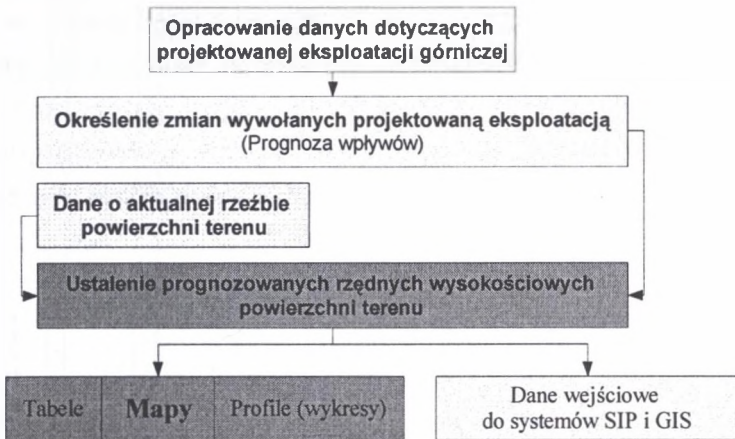 Opracowanie danych dotyczących
projektowanej eksploatacji górniczej
Określenie zmian wywołanych projektowaną eksploatacją
(Prognoza wpływów)
Dane o aktualnej rzeźbie
powierzchni terenu
Ustalenie prognozowanych rzędnych wysokościowych
powierzchni terenu
Tabele Mapy Profile (wykresy)
Dane wejściowe
do systemów SIP i GIS